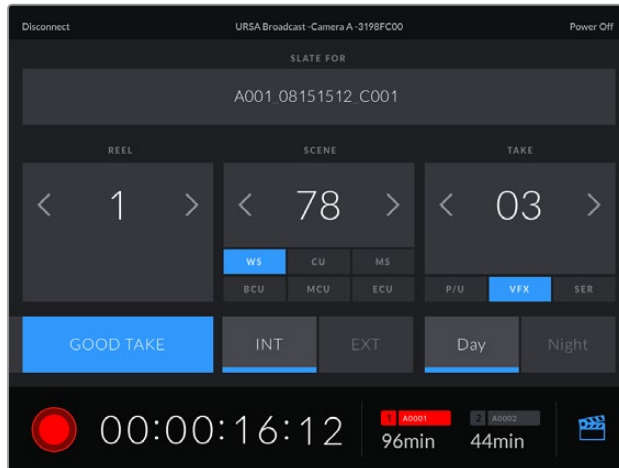 Disconnect URSA Broadcast -Camera A -3198FC00 Power Off
SLATE FOR
A001_08151512_C001
REEL SCENE TAKE
1 78 03
WS CU MS
BCU MCU ECU P/U VFX SER
GOOD TAKE INT EXT Day Night
1 A0001 2 A0002
00:00:16:12 96min 44min